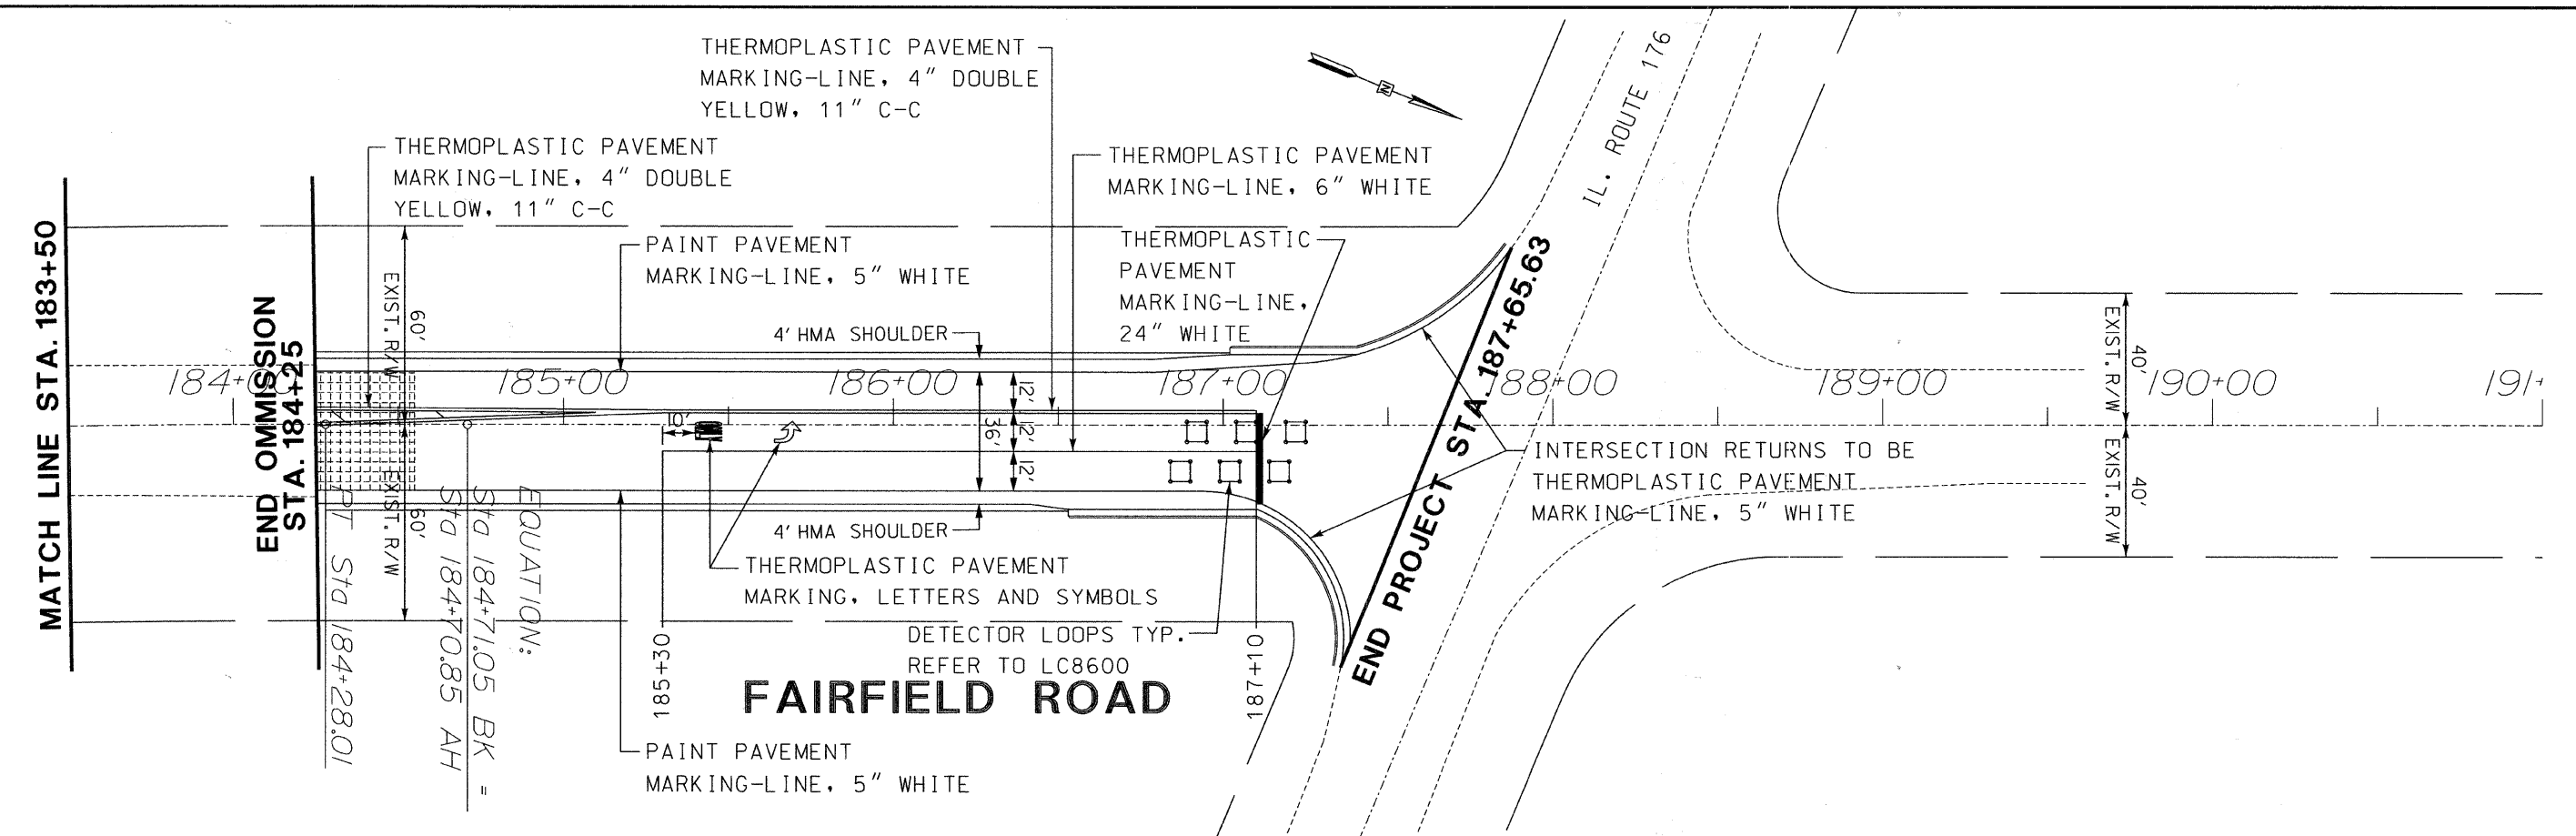 THERMOPLASTIC PAVEMENT
MARKING-LINE, 4" DOUBLE
YELLOW, 11" C-C
THERMOPLASTIC PAVEMENT
MARKING-LINE, 4" DOUBLE
YELLOW, 11" C-C
THERMOPLASTIC PAVEMENT
MARKING-LINE, 6" WHITE
PAINT PAVEMENT
MARKING-LINE, 5" WHITE
THERMOPLASTIC
PAVEMENT
MARKING-LINE,
24" WHITE
N
IL. ROUTE 176
MATCH LINE STA. 183+50
END OMMISSION
STA. 184+25
EXIST. R/W
60'
EXIST. R/W
60'
4' HMA SHOULDER
185+00
186+00
187+00
188+00
189+00
190+00
191+
12'
12'
12'
36'
10'
END PROJECT STA. 187+65.63
EXIST. R/W
40'
EXIST. R/W
40'
INTERSECTION RETURNS TO BE
THERMOPLASTIC PAVEMENT
MARKING-LINE, 5" WHITE
4' HMA SHOULDER
THERMOPLASTIC PAVEMENT
MARKING, LETTERS AND SYMBOLS
DETECTOR LOOPS TYP.
REFER TO LC8600
PT Sta 184+28.01
EQUATION:
Sta 184+71.05 BK =
Sta 184+70.85 AH
185+30
187+10
FAIRFIELD ROAD
PAINT PAVEMENT
MARKING-LINE, 5" WHITE